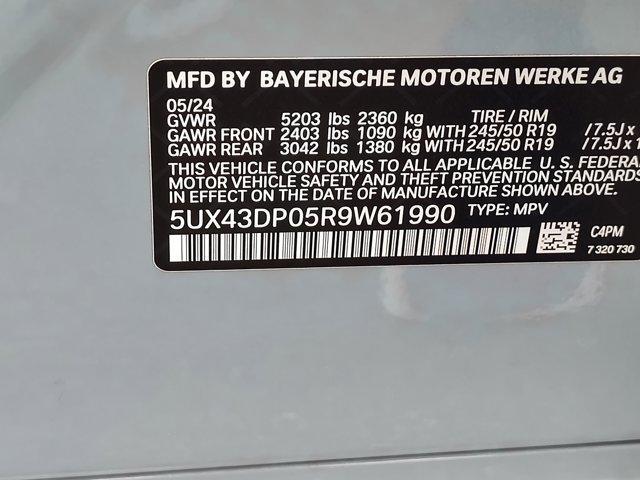 MFD BY BAYERISCHE MOTOREN WERKE AG
05/24
GVWR 5203 lbs 2360 kg TIRE / RIM
GAWR FRONT 2403 lbs 1090 kg WITH 245/50 R19 / 7.5J x
GAWR REAR 3042 lbs 1380 kg WITH 245/50 R19 / 7.5J x 1
THIS VEHICLE CONFORMS TO ALL APPLICABLE U. S. FEDERAL
MOTOR VEHICLE SAFETY AND THEFT PREVENTION STANDARDS
IN EFFECT ON THE DATE OF MANUFACTURE SHOWN ABOVE.
5UX43DP05R9W61990 TYPE: MPV
C4PM
7 320 730